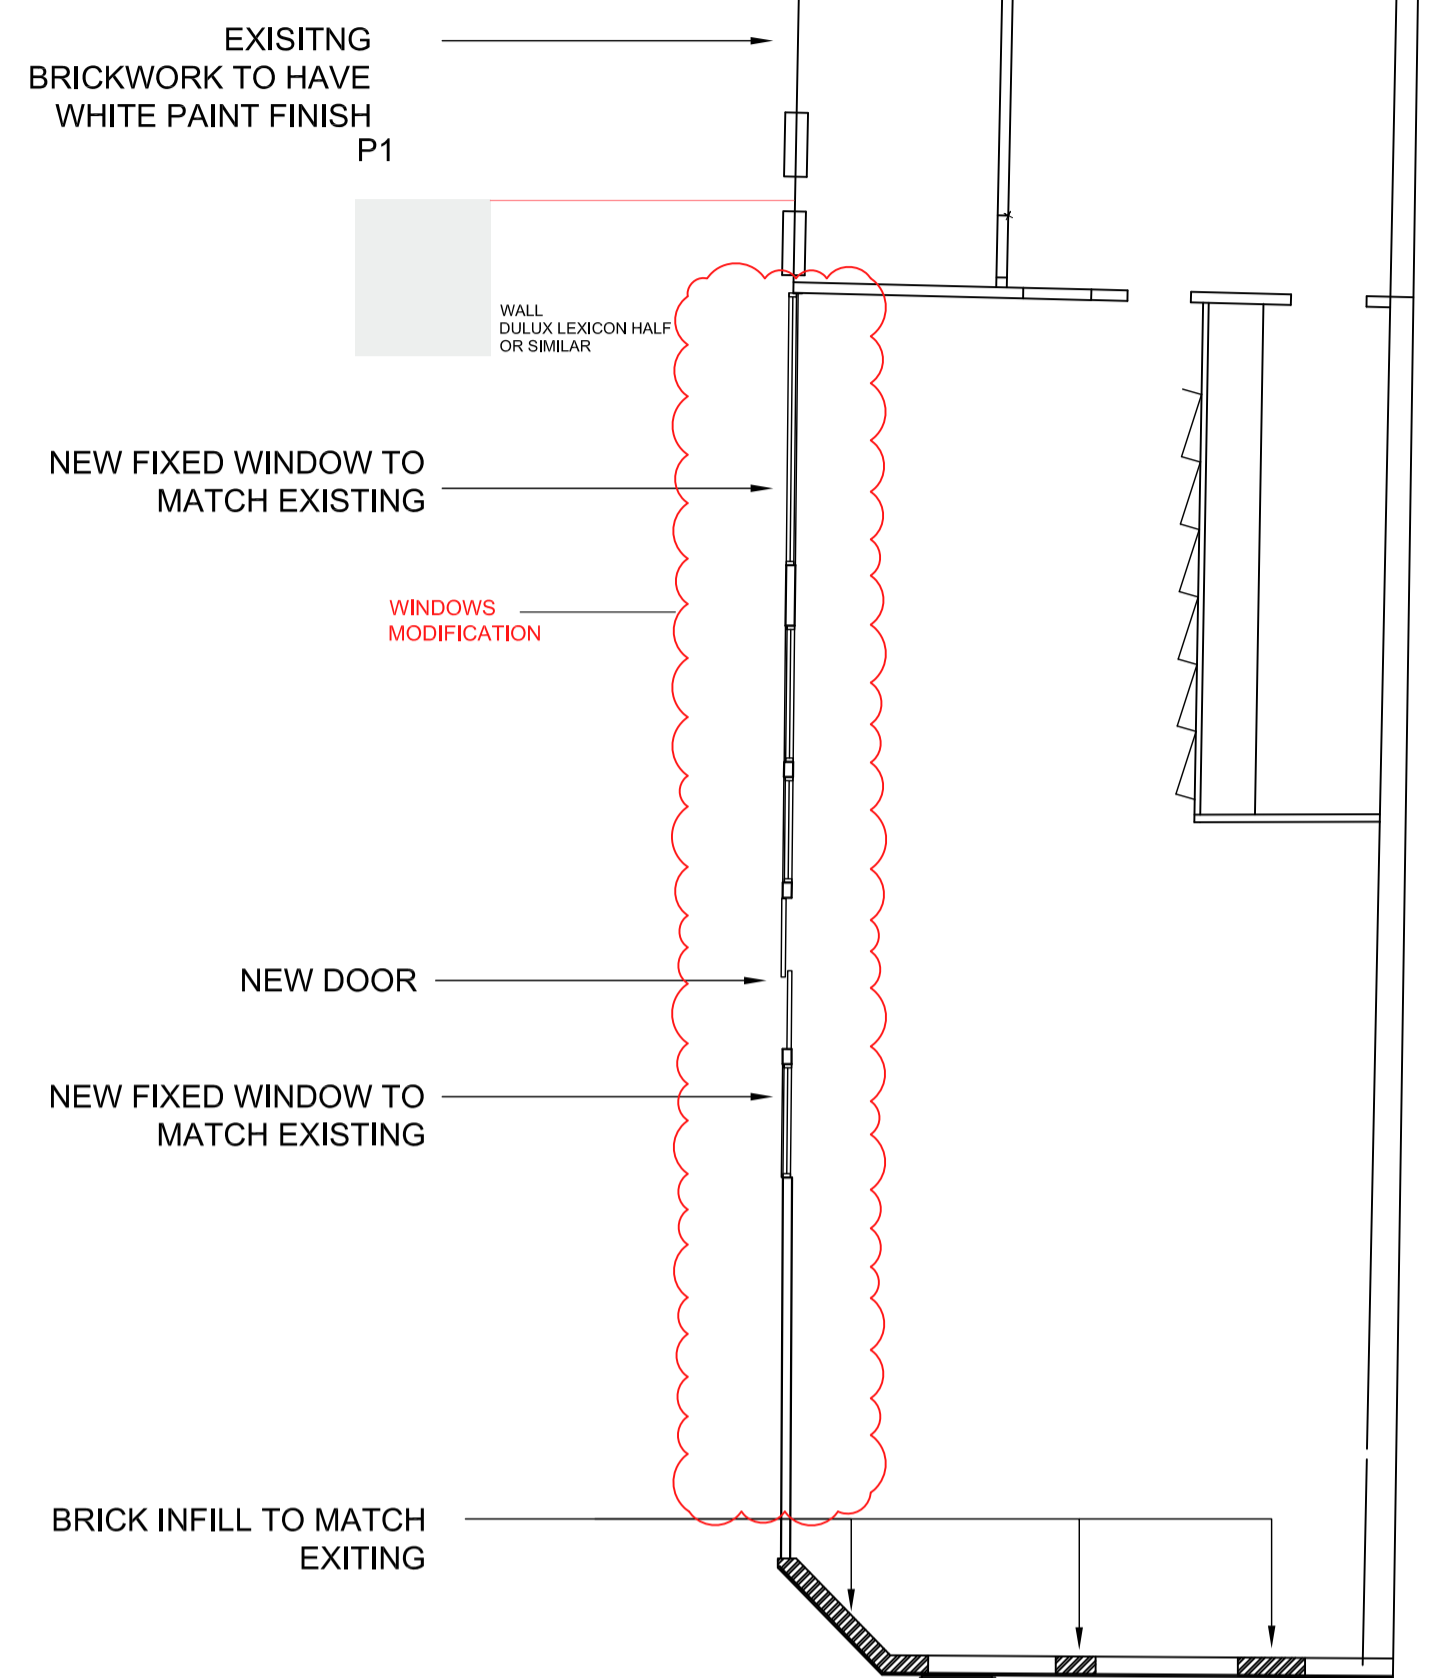 EXISITNG
BRICKWORK TO HAVE
WHITE PAINT FINISH
P1
WALL
DULUX LEXICON HALF
OR SIMILAR
NEW FIXED WINDOW TO
MATCH EXISTING
WINDOWS
MODIFICATION
NEW DOOR
NEW FIXED WINDOW TO
MATCH EXISTING
BRICK INFILL TO MATCH
EXITING